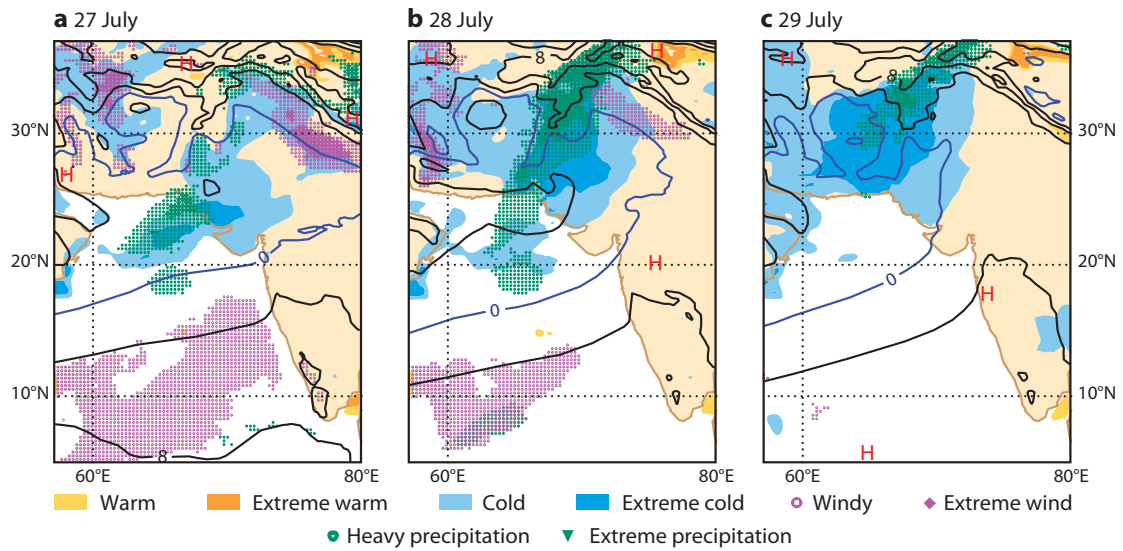 a 27 July
b 28 July
c 29 July
H
H
H
8
0
H
H
8
0
H
H
8
0
H
H
30°N
20°N
10°N
30°N
20°N
10°N
60°E
80°E
60°E
80°E
60°E
80°E
Warm
Extreme warm
Cold
Extreme cold
Windy
Extreme wind
Heavy precipitation
Extreme precipitation